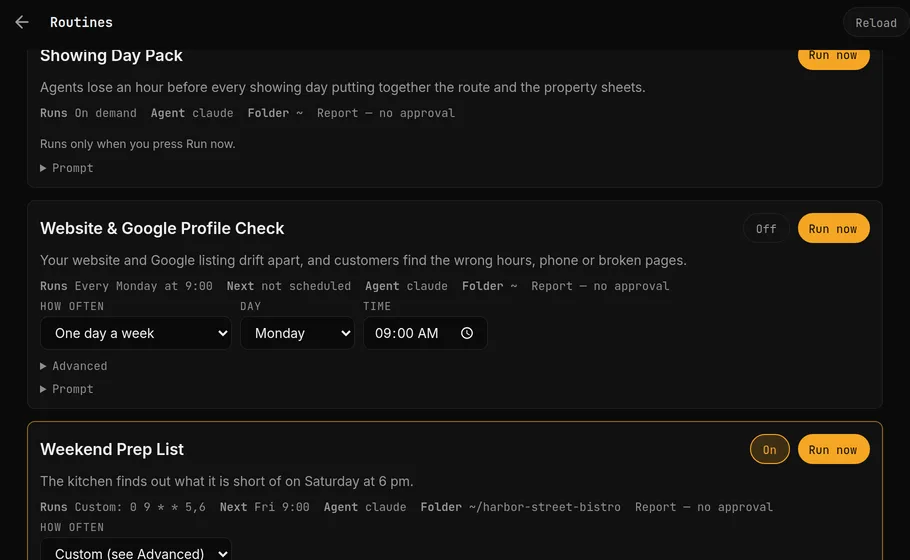 Routines
Reload
Showing Day Pack
Run now
Agents lose an hour before every showing day putting together the route and the property sheets.
Runs On demand Agent claude Folder ~ Report — no approval
Runs only when you press Run now.
Prompt
Website & Google Profile Check
Off
Run now
Your website and Google listing drift apart, and customers find the wrong hours, phone or broken pages.
Runs Every Monday at 9:00 Next not scheduled Agent claude Folder ~ Report — no approval
HOW OFTEN DAY TIME
One day a week Monday 09:00 AM
Advanced
Prompt
Weekend Prep List
On
Run now
The kitchen finds out what it is short of on Saturday at 6 pm.
Runs Custom: 0 9 * * 5,6 Next Fri 9:00 Agent claude Folder ~/harbor-street-bistro Report — no approval
HOW OFTEN
Custom (see Advanced)